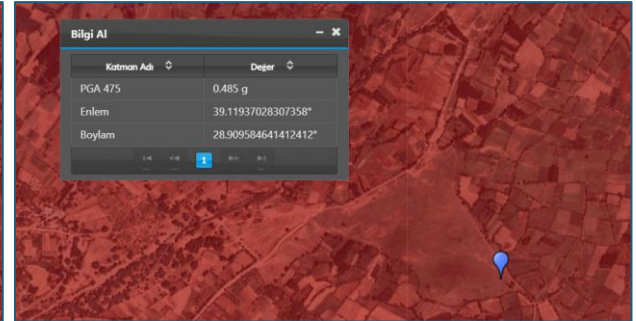 Bilgi Al
Katman Adı Değer
PGA 475 0.485 g
Enlem 39.11937028307358°
Boylam 28.909584641412412°
1